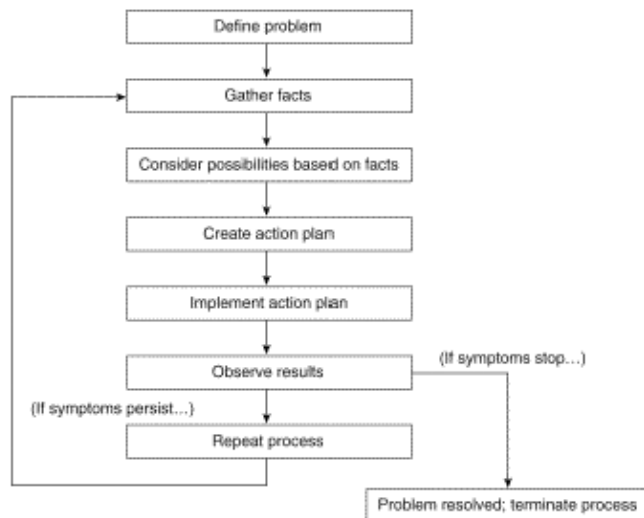 Define problem
Gather facts
Consider possibilities based on facts
Create action plan
Implement action plan
Observe results
(If symptoms stop…)
(If symptoms persist…)
Repeat process
Problem resolved; terminate process